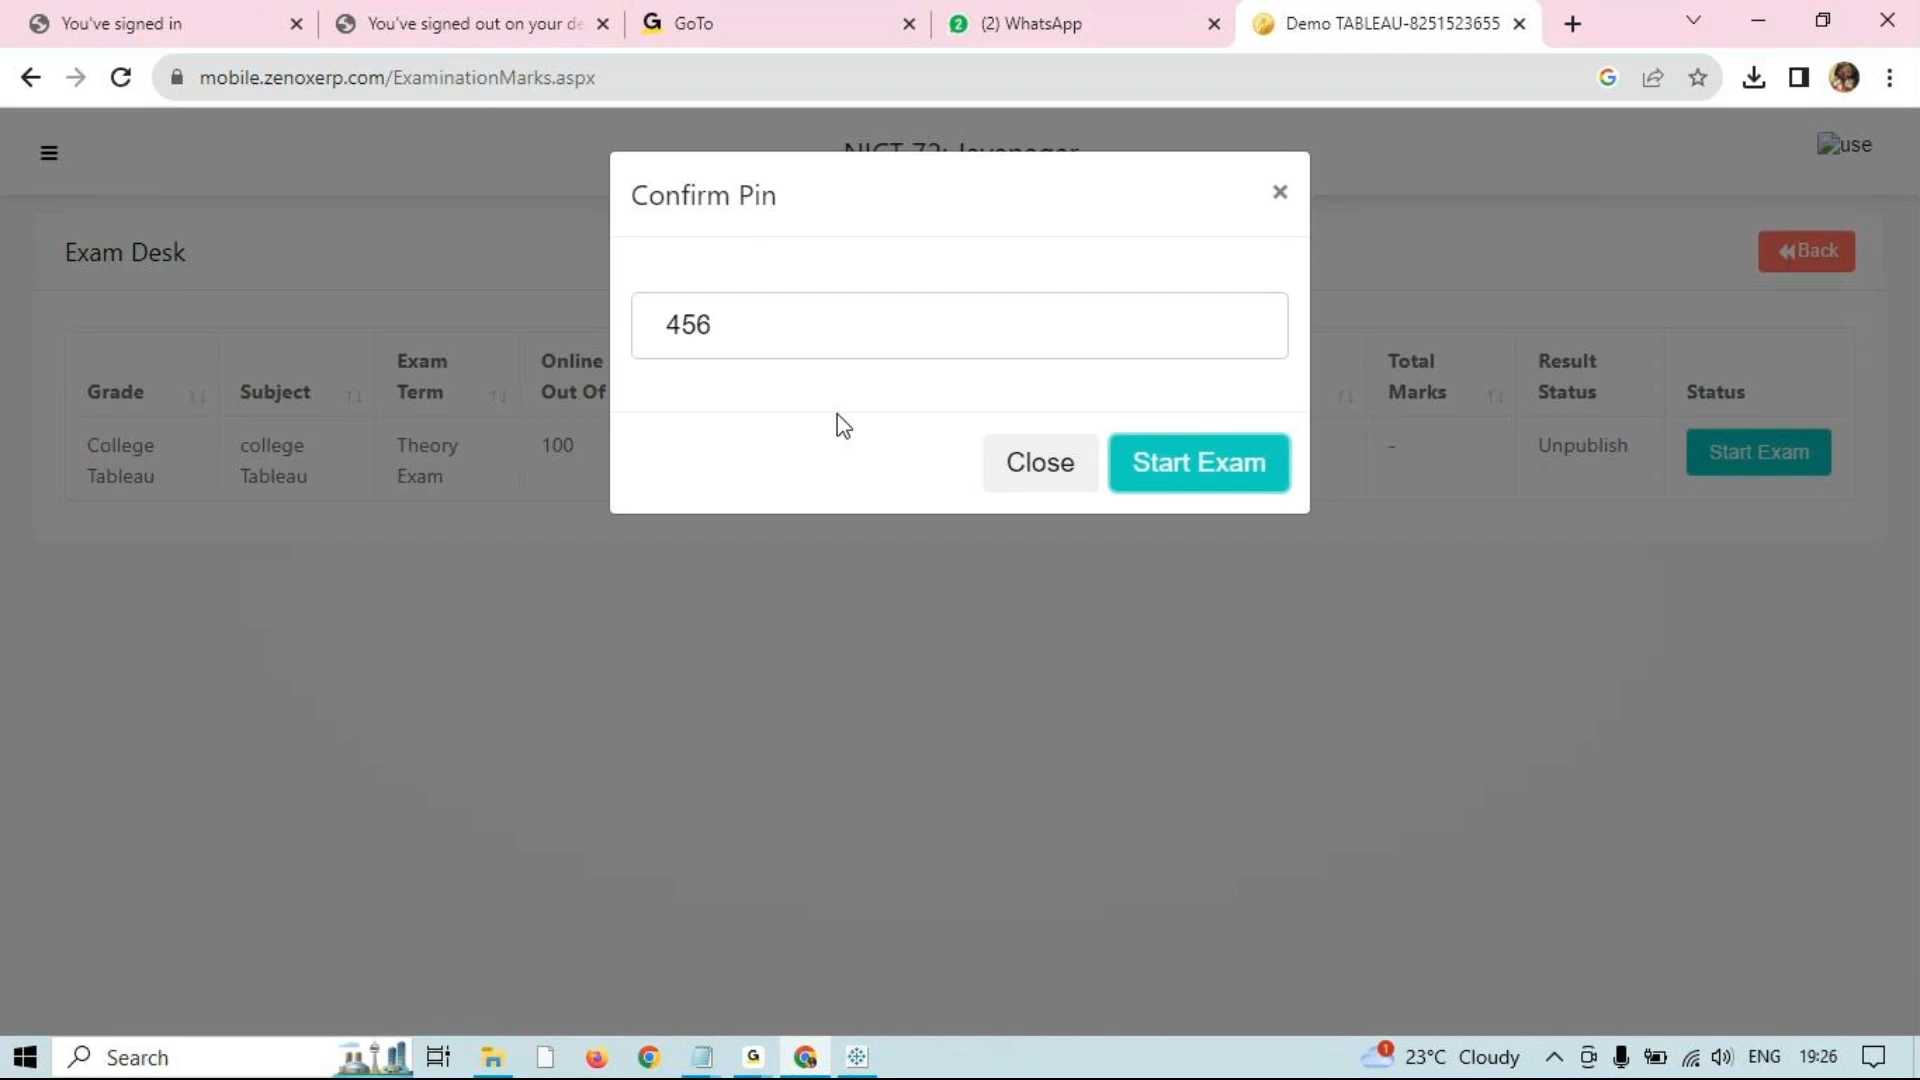 You've signed in
You've signed out on your de
GoTo
(2) WhatsApp
Demo TABLEAU-8251523655
mobile.zenoxerp.com/ExaminationMarks.aspx
use
Confirm Pin
Exam Desk
Back
456
Grade
Subject
Exam Term
Online Out Of
Total Marks
Result Status
Status
College Tableau
college Tableau
Theory Exam
100
-
Unpublish
Start Exam
Close
Start Exam
Search
1
23°C Cloudy
ENG
19:26